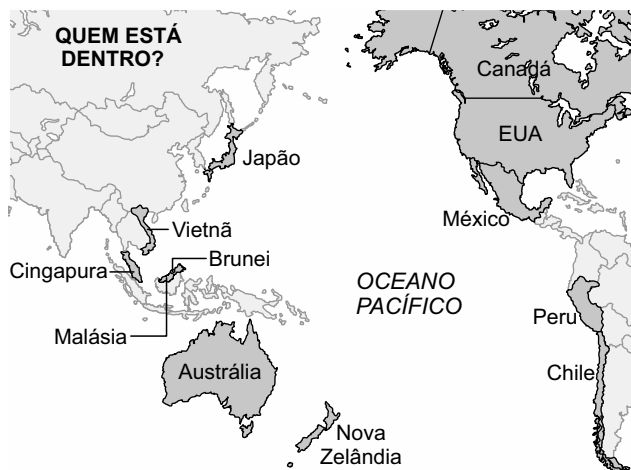 QUEM ESTÁ
DENTRO?
Canadá
EUA
Japão
México
Vietnã
Brunei
Cingapura
OCEANO
PACÍFICO
Peru
Malásia
Chile
Austrália
Nova
Zelândia